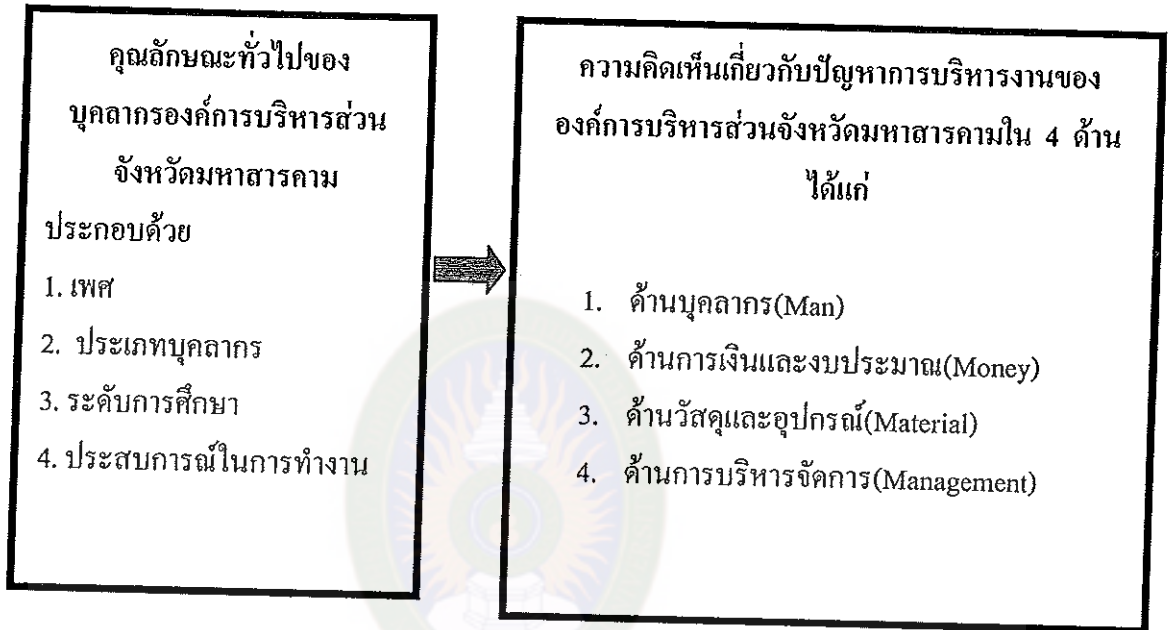 คุณลักษณะทั่วไปของ
บุคลากรองค์การบริหารส่วน
จังหวัดมหาสารคาม
ประกอบด้วย
1. เพศ
2. ประเภทบุคลากร
3. ระดับการศึกษา
4. ประสบการณ์ในการทำงาน
ความคิดเห็นเกี่ยวกับปัญหาการบริหารงานของ
องค์การบริหารส่วนจังหวัดมหาสารคามใน 4 ด้าน
ได้แก่
1. ด้านบุคลากร(Man)
2. ด้านการเงินและงบประมาณ(Money)
3. ด้านวัสดุและอุปกรณ์(Material)
4. ด้านการบริหารจัดการ(Management)